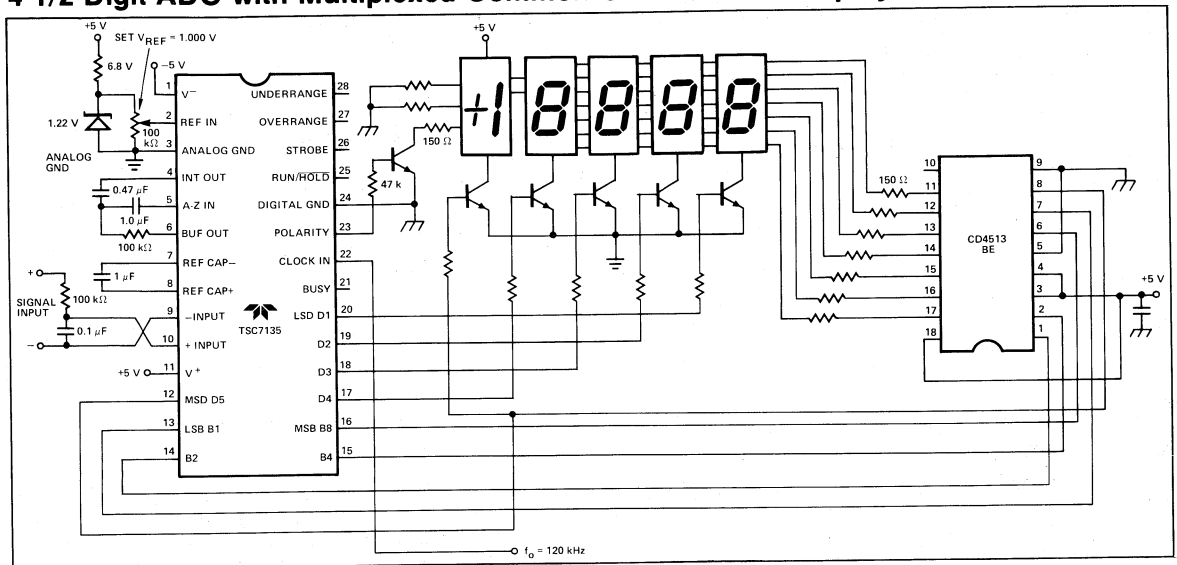 4 1/2 Digit ADC with Multiplexed Common
+5 V
SET VREF = 1.000 V
6.8 V
−5 V
1.22 V
100 kΩ
ANALOG GND
0.47 µF
1.0 µF
100 kΩ
1 µF
+
SIGNAL INPUT
100 kΩ
0.1 µF
−
+5 V
1 V−
2 REF IN
3 ANALOG GND
4 INT OUT
5 A-Z IN
6 BUF OUT
7 REF CAP−
8 REF CAP+
9 −INPUT
10 + INPUT
11 V+
12 MSD D5
13 LSB B1
14 B2
UNDERRANGE 28
OVERRANGE 27
STROBE 26
RUN/HOLD 25
DIGITAL GND 24
POLARITY 23
CLOCK IN 22
BUSY 21
LSD D1 20
D2 19
D3 18
D4 17
MSB B8 16
B4 15
TSC7135
47 k
150 Ω
+5 V
+1 8 8 8 8
150 Ω
10
11
12
13
14
15
16
17
18
CD4513 BE
9
8
7
6
5
4
3
2
1
+5 V
fo = 120 kHz